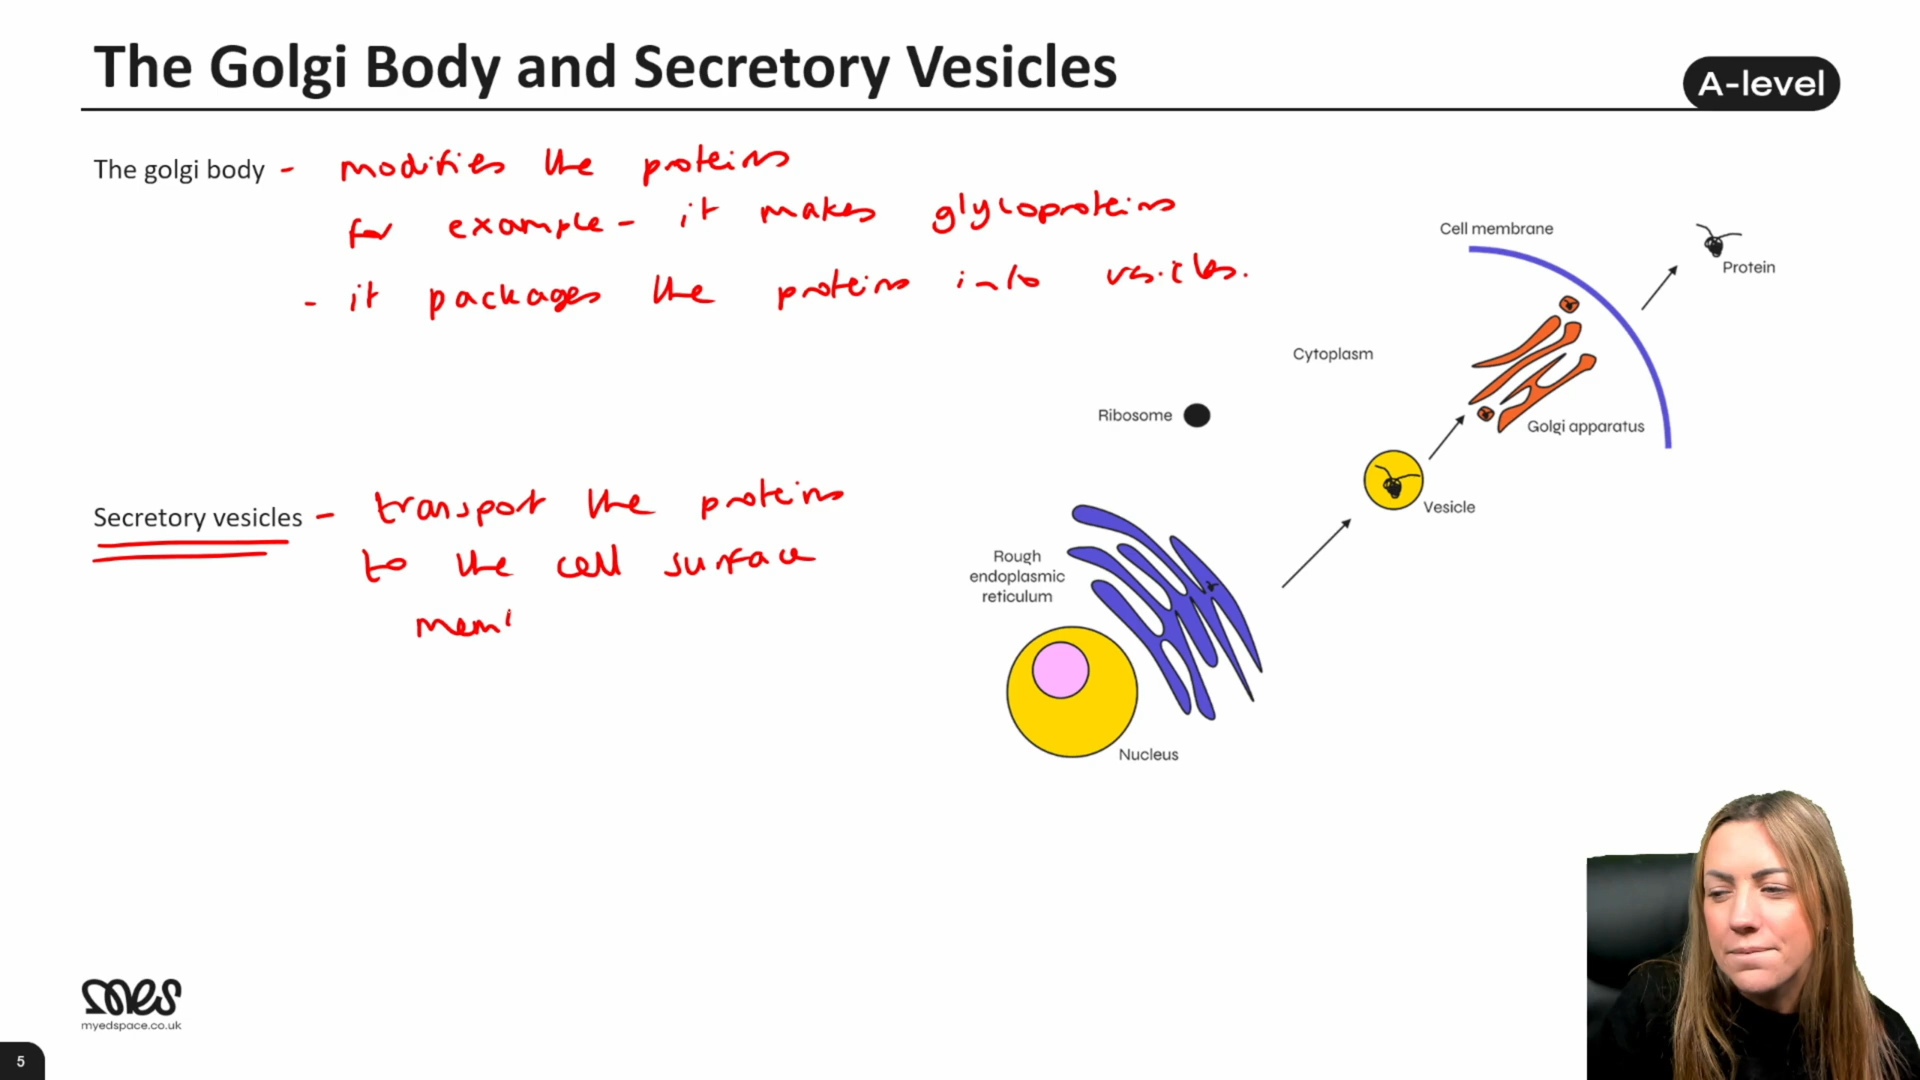 The Golgi Body and Secretory Vesicles
A-level
The golgi body - modifies the proteins
for example - it makes glycoproteins
- it packages the proteins into vesicles.
Cell membrane
Protein
Cytoplasm
Ribosome
Golgi apparatus
Vesicle
Secretory vesicles - transport the proteins
to the cell surface
mem
Rough
endoplasmic
reticulum
Nucleus
mes
myedspace.co.uk
5